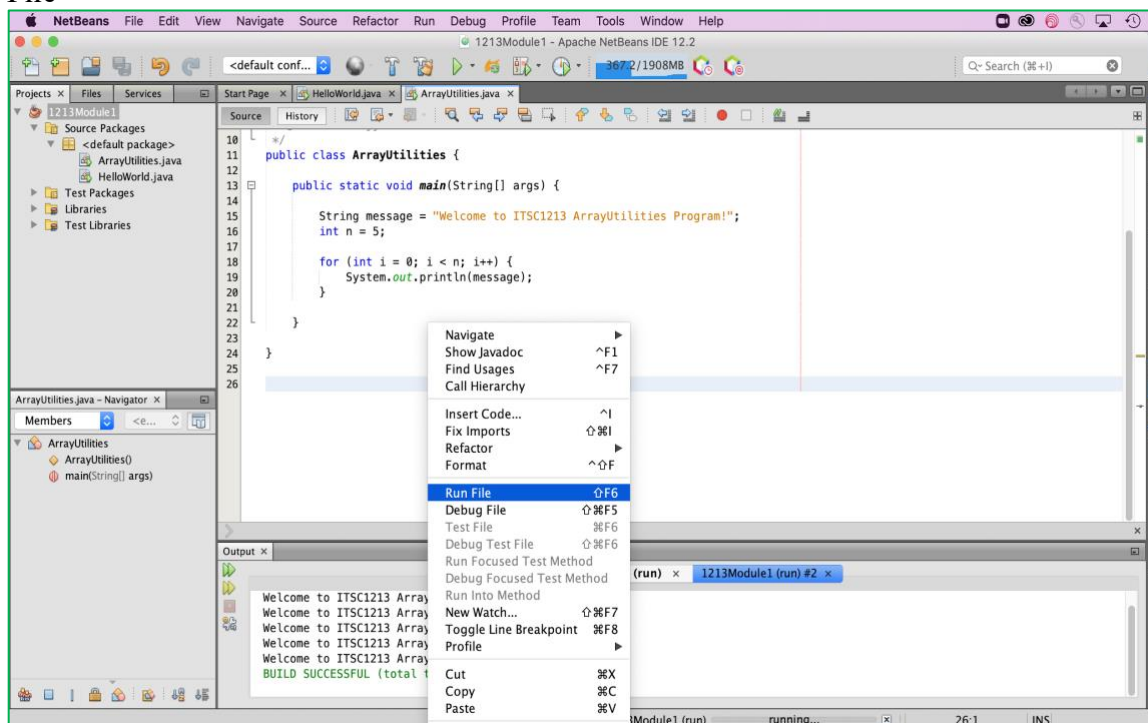 File
NetBeans File Edit View Navigate Source Refactor Run Debug Profile Team Tools Window Help
1213Module1 - Apache NetBeans IDE 12.2
<default conf... 367.2/1908MB Search (⌘+I)
Projects Files Services
Start Page HelloWorld.java ArrayUtilities.java
1213Module1
Source Packages
<default package>
ArrayUtilities.java
HelloWorld.java
Test Packages
Libraries
Test Libraries
Source History
10 */
11 public class ArrayUtilities {
12
13 public static void main(String[] args) {
14
15 String message = "Welcome to ITSC1213 ArrayUtilities Program!";
16 int n = 5;
17
18 for (int i = 0; i < n; i++) {
19 System.out.println(message);
20 }
21
22 }
23
24 }
25
26
ArrayUtilities.java - Navigator
Members <e...
ArrayUtilities
ArrayUtilities()
main(String[] args)
Navigate
Show Javadoc ^F1
Find Usages ^F7
Call Hierarchy
Insert Code... ^I
Fix Imports ⇧⌘I
Refactor
Format ^⇧F
Run File ⇧F6
Debug File ⇧⌘F5
Test File ⌘F6
Debug Test File ⇧⌘F6
Run Focused Test Method
Debug Focused Test Method
Run Into Method
New Watch... ⇧⌘F7
Toggle Line Breakpoint ⌘F8
Profile
Cut ⌘X
Copy ⌘C
Paste ⌘V
Output
(run) 1213Module1 (run) #2
Welcome to ITSC1213 Array
Welcome to ITSC1213 Array
Welcome to ITSC1213 Array
Welcome to ITSC1213 Array
Welcome to ITSC1213 Array
BUILD SUCCESSFUL (total t
Module1 (run) running... 26:1 INS